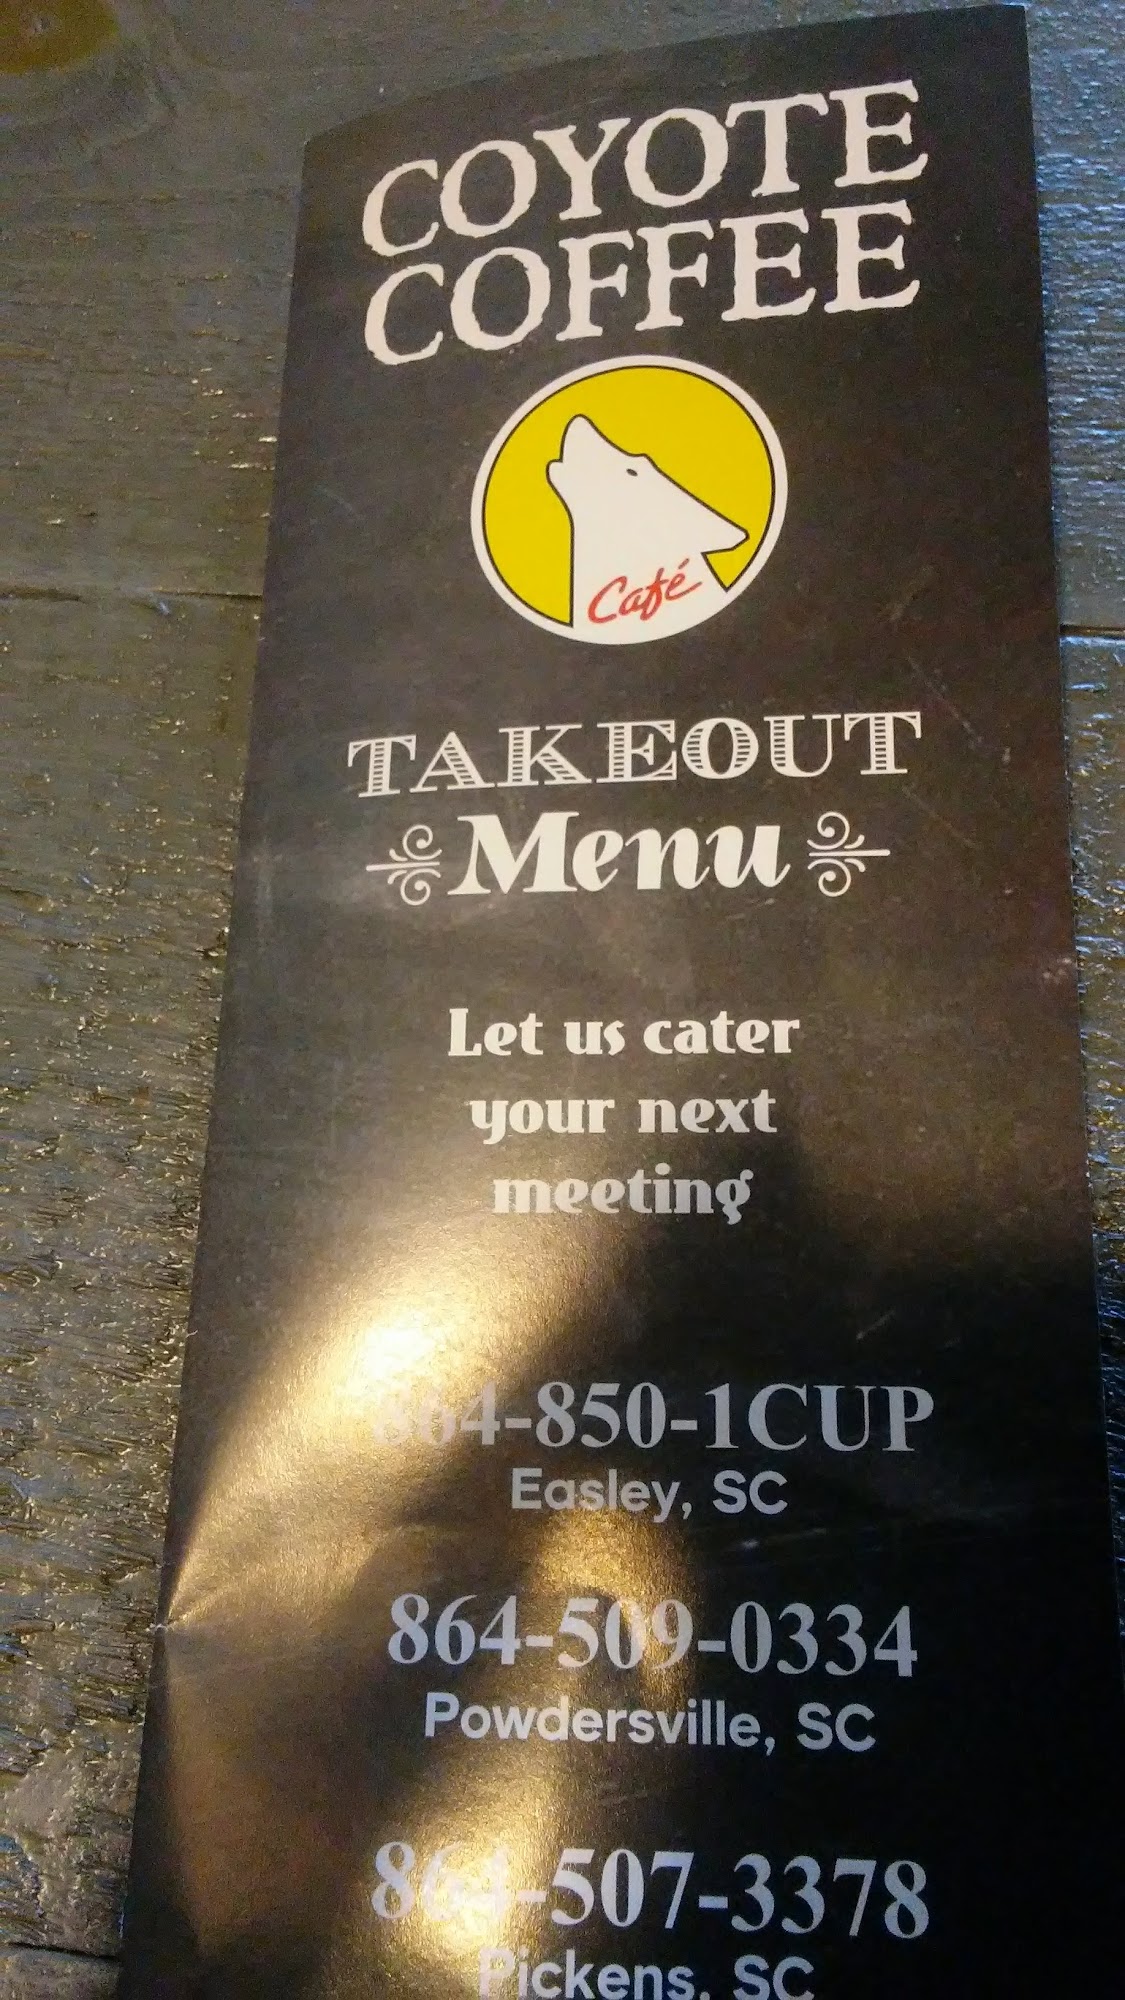 COYOTE
COFFEE
Café
TAKEOUT
Menu
Let us cater
your next
meeting
864-850-1CUP
Easley, SC
864-509-0334
Powdersville, SC
864-507-3378
Pickens, SC